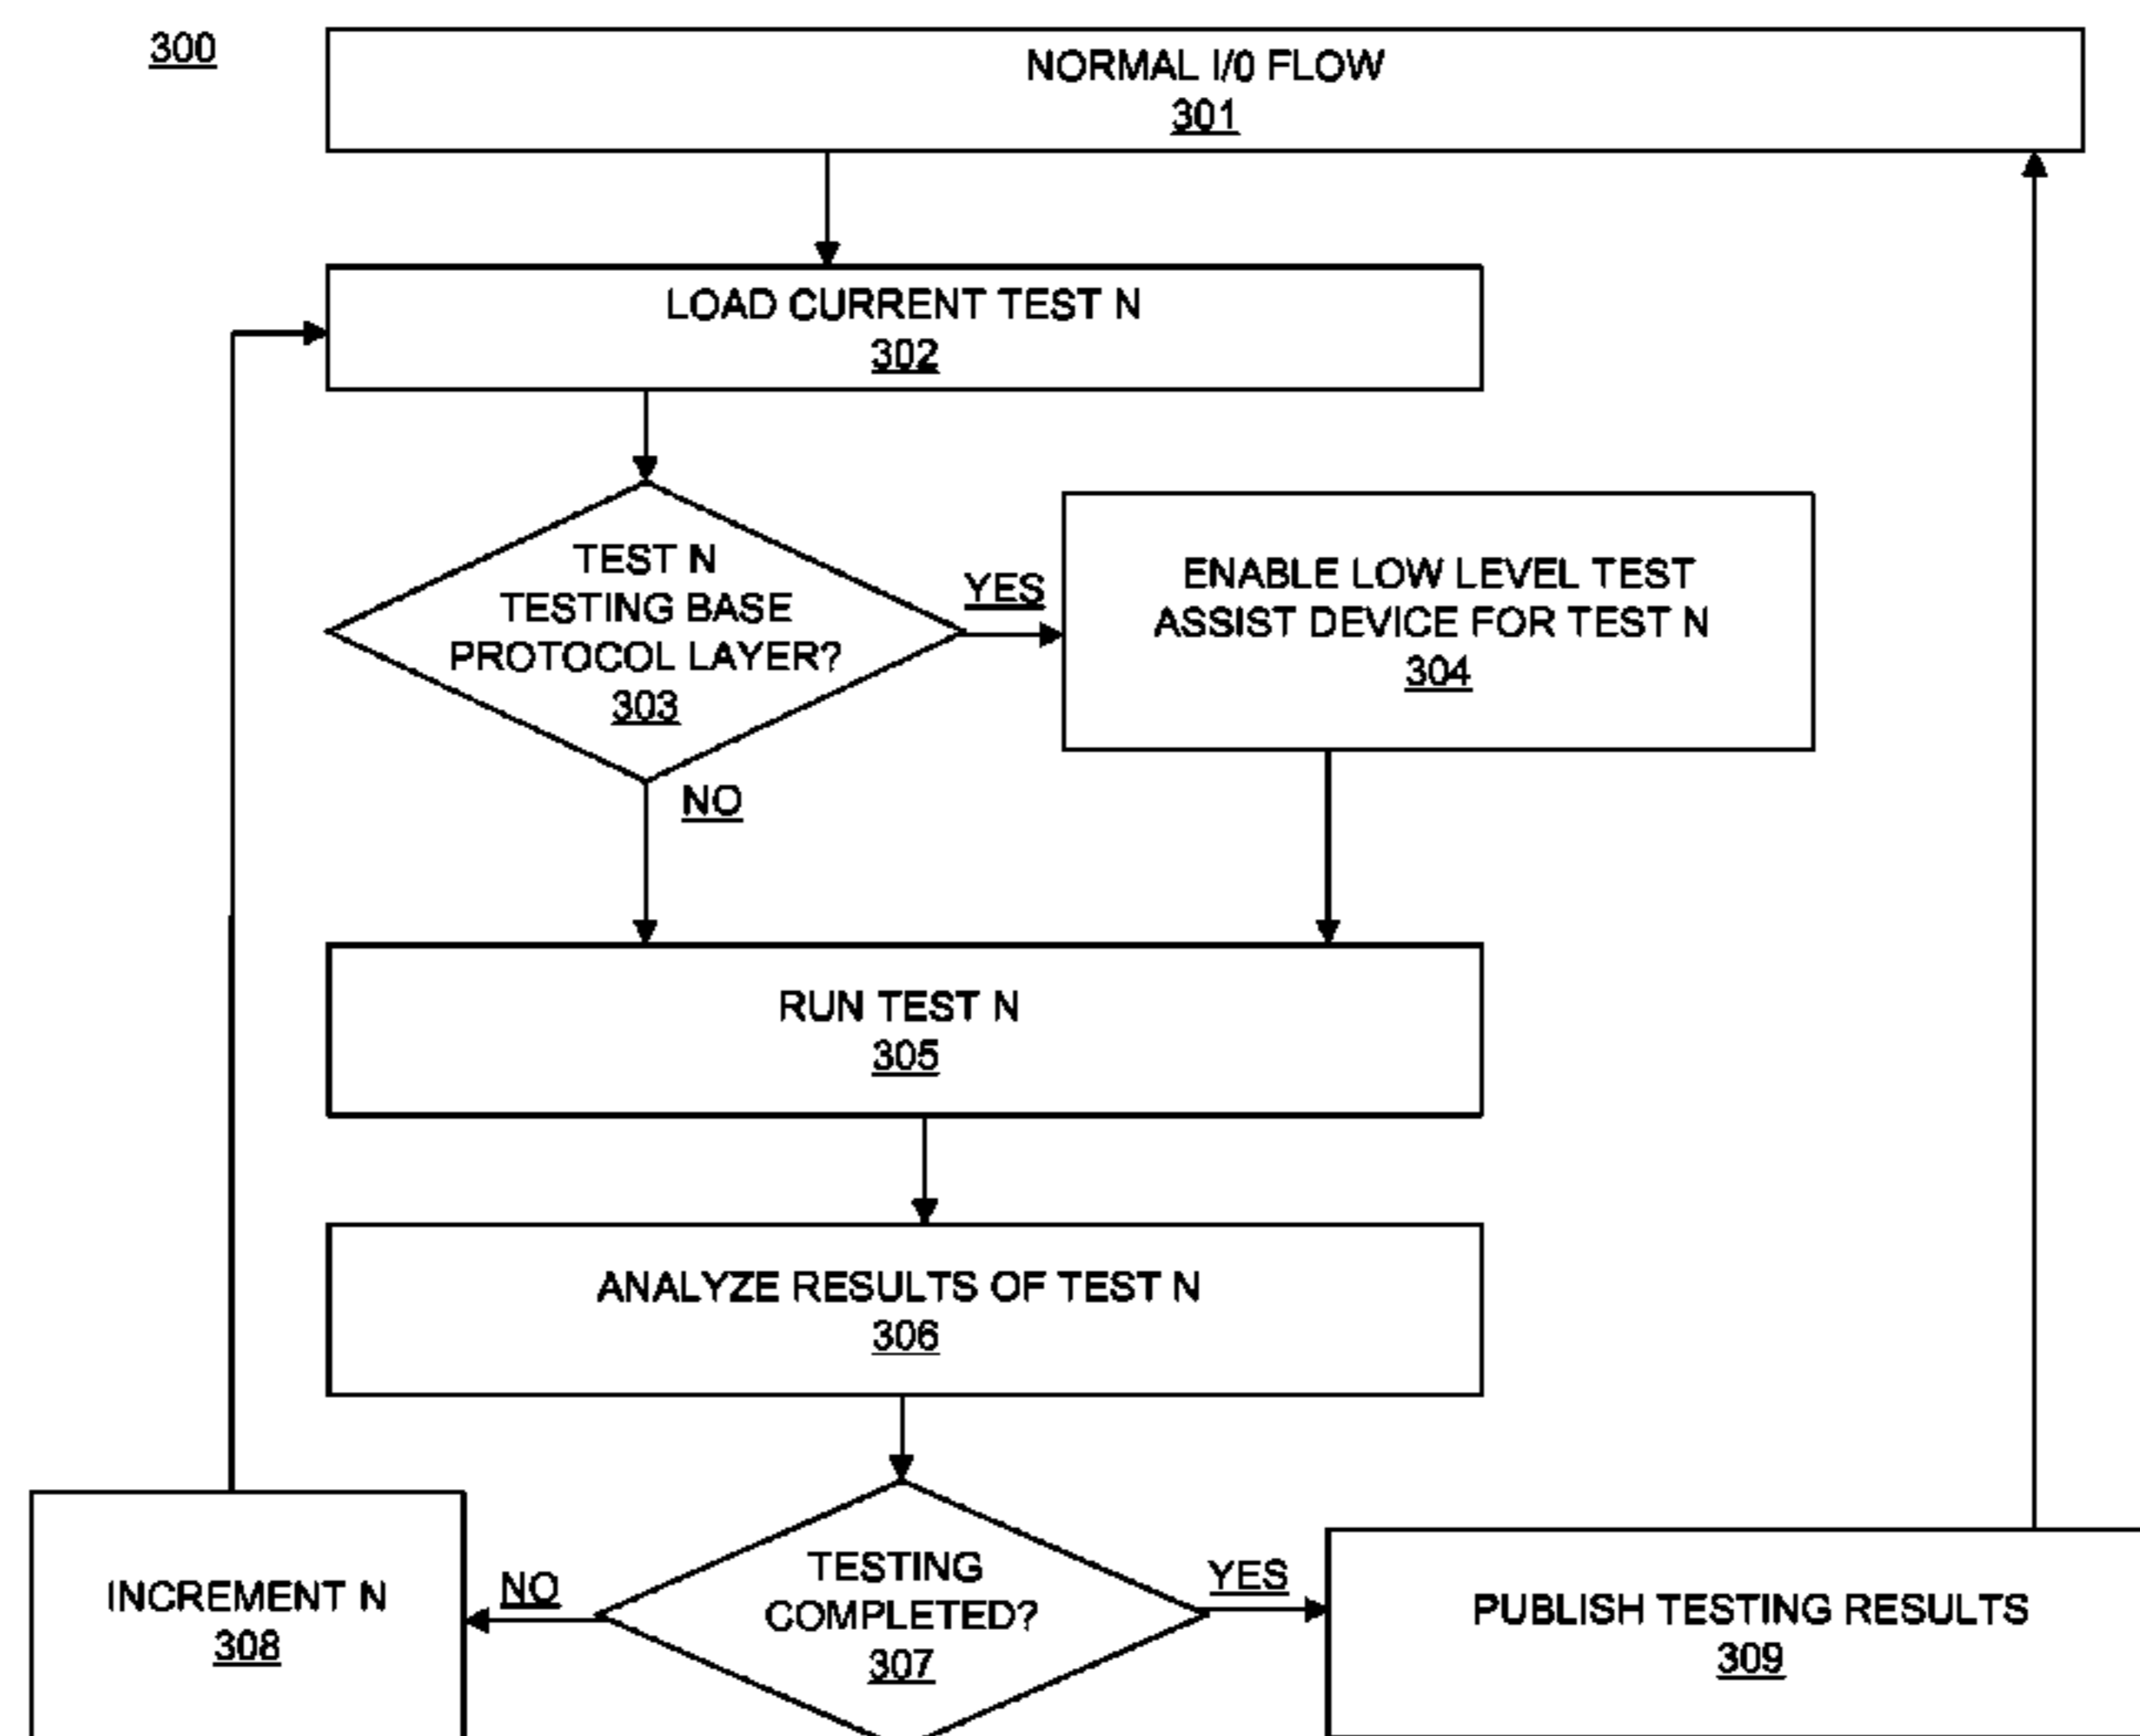 300
NORMAL I/0 FLOW
301
LOAD CURRENT TEST N
302
TEST N
TESTING BASE
PROTOCOL LAYER?
303
YES
ENABLE LOW LEVEL TEST
ASSIST DEVICE FOR TEST N
304
NO
RUN TEST N
305
ANALYZE RESULTS OF TEST N
306
TESTING
COMPLETED?
307
NO
INCREMENT N
308
YES
PUBLISH TESTING RESULTS
309